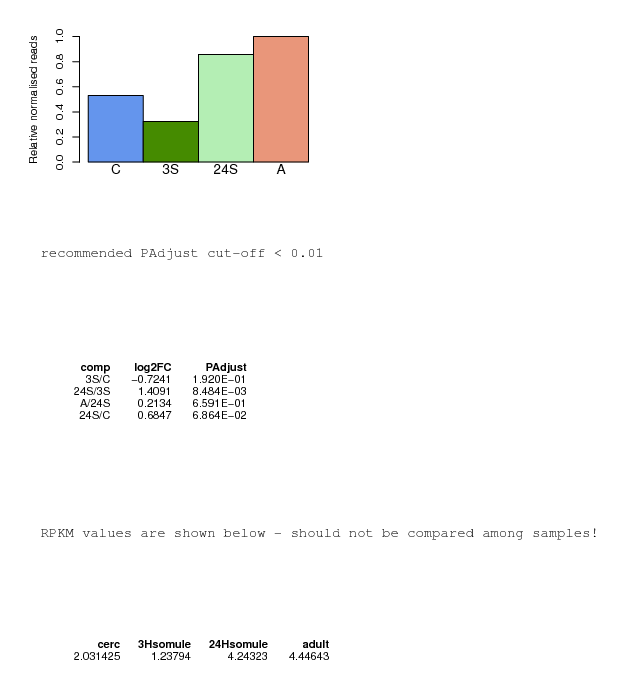 Relative normalised reads
1.0
0.8
0.6
0.4
0.2
0.0
C 3S 24S A
recommended PAdjust cut-off < 0.01
comp log2FC PAdjust
3S/C −0.7241 1.920E−01
24S/3S 1.4091 8.484E−03
A/24S 0.2134 6.591E−01
24S/C 0.6847 6.864E−02
RPKM values are shown below - should not be compared among samples!
cerc 3Hsomule 24Hsomule adult
2.031425 1.23794 4.24323 4.44643